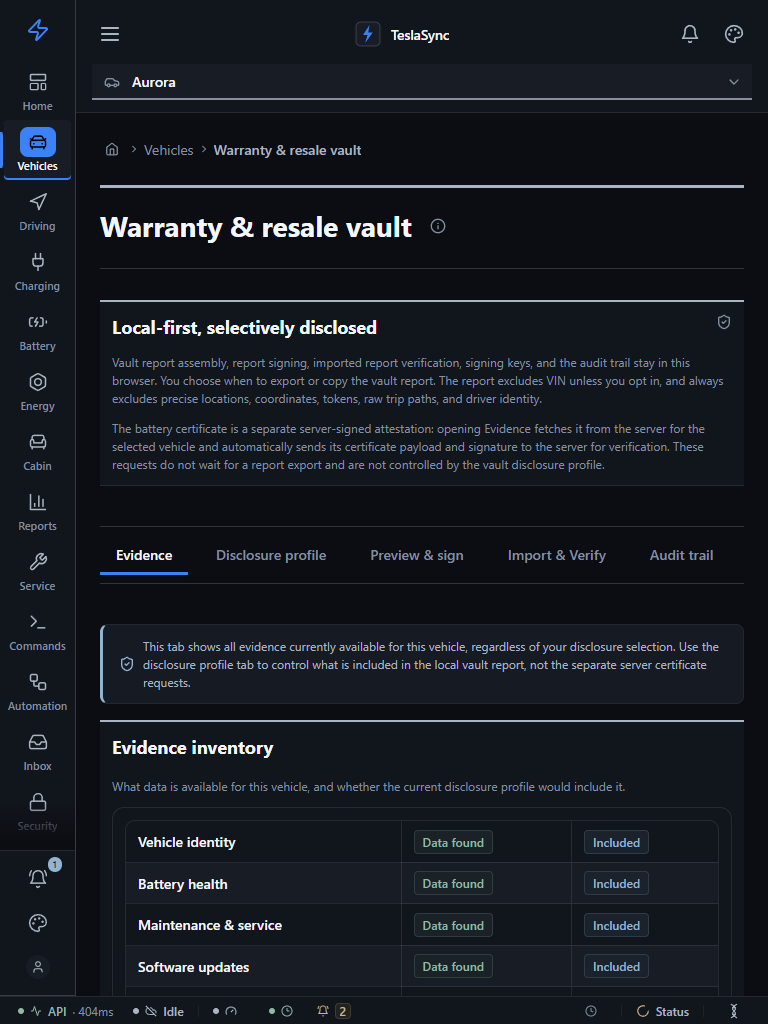 TeslaSync
Aurora
Home
Vehicles
Driving
Charging
Battery
Energy
Cabin
Reports
Service
Commands
Automation
Inbox
Security
1
Vehicles
Warranty & resale vault
Warranty & resale vault
Local-first, selectively disclosed
Vault report assembly, report signing, imported report verification, signing keys, and the audit trail stay in this
browser. You choose when to export or copy the vault report. The report excludes VIN unless you opt in, and always
excludes precise locations, coordinates, tokens, raw trip paths, and driver identity.
The battery certificate is a separate server-signed attestation: opening Evidence fetches it from the server for the
selected vehicle and automatically sends its certificate payload and signature to the server for verification. These
requests do not wait for a report export and are not controlled by the vault disclosure profile.
Evidence Disclosure profile Preview & sign Import & Verify Audit trail
This tab shows all evidence currently available for this vehicle, regardless of your disclosure selection. Use the
disclosure profile tab to control what is included in the local vault report, not the separate server certificate
requests.
Evidence inventory
What data is available for this vehicle, and whether the current disclosure profile would include it.
Vehicle identity Data found Included
Battery health Data found Included
Maintenance & service Data found Included
Software updates Data found Included
API · 404ms Idle 2 Status